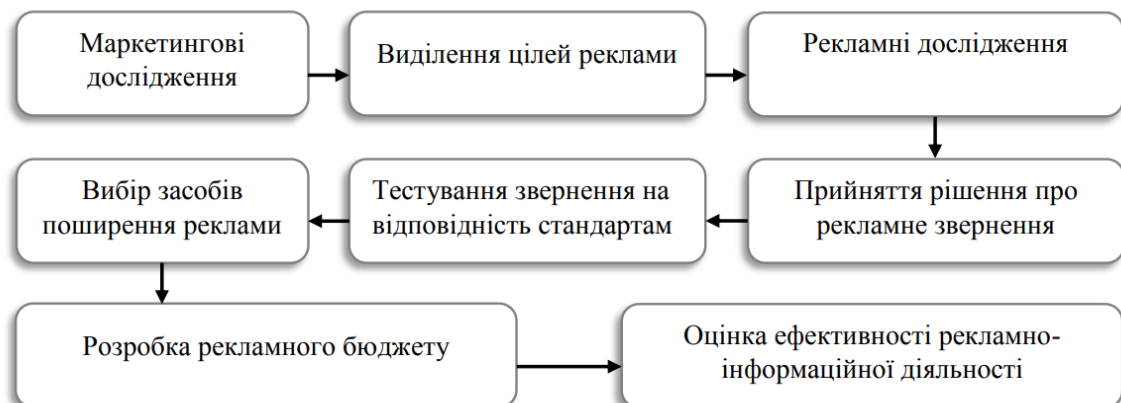 Маркетингові
дослідження
Виділення цілей реклами
Рекламні дослідження
Прийняття рішення про
рекламне звернення
Тестування звернення на
відповідність стандартам
Вибір засобів
поширення реклами
Розробка рекламного бюджету
Оцінка ефективності рекламно-
інформаційної діяльності